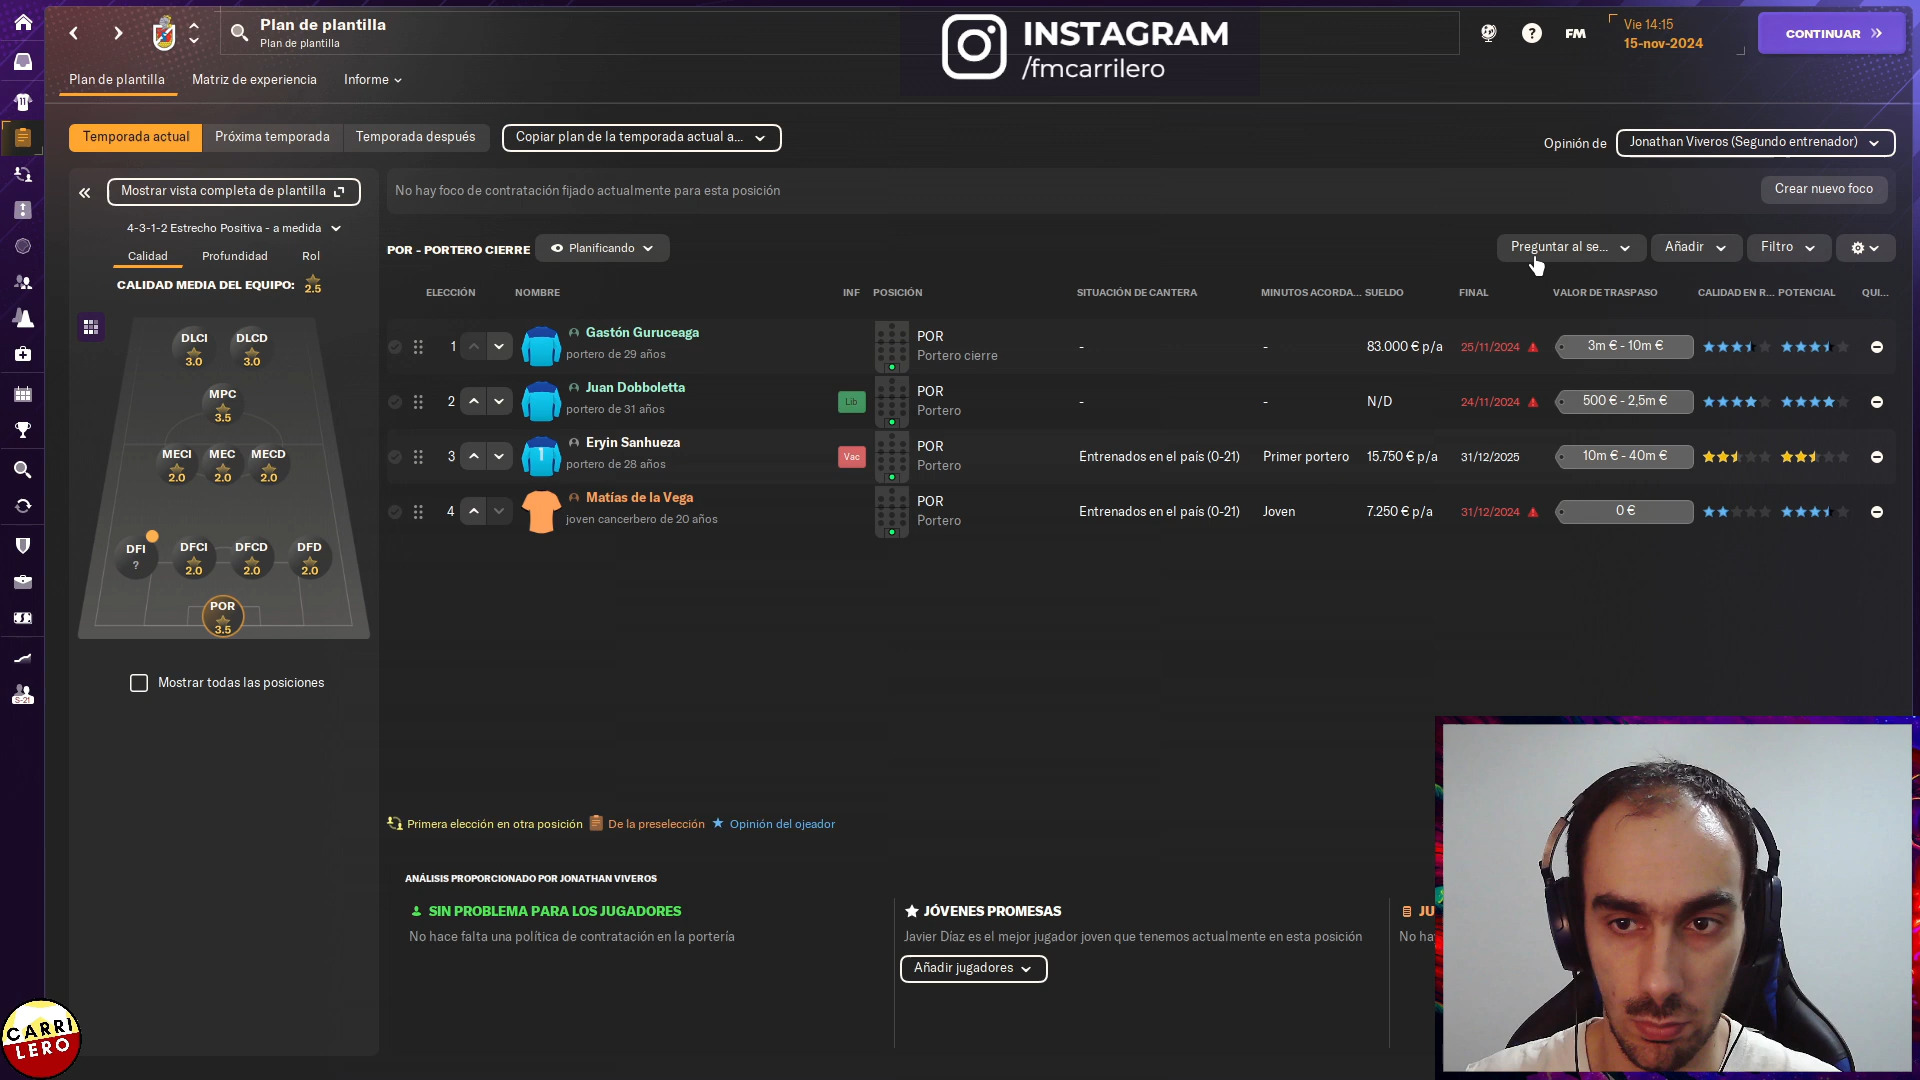 Plan de plantilla
Plan de plantilla
INSTAGRAM
/fmcarrilero
FM
Vie 14:15
15-nov-2024
CONTINUAR
Plan de plantilla
Matriz de experiencia
Informe
Temporada actual
Próxima temporada
Temporada después
Copiar plan de la temporada actual a...
Opinión de
Jonathan Viveros (Segundo entrenador)
Mostrar vista completa de plantilla
No hay foco de contratación fijado actualmente para esta posición
Crear nuevo foco
4-3-1-2 Estrecho Positiva - a medida
Calidad
Profundidad
Rol
CALIDAD MEDIA DEL EQUIPO:
2.5
POR - PORTERO CIERRE
Planificando
Preguntar al se...
Añadir
Filtro
ELECCIÓN
NOMBRE
INF
POSICIÓN
SITUACIÓN DE CANTERA
MINUTOS ACORDA...
SUELDO
FINAL
VALOR DE TRASPASO
CALIDAD EN R...
POTENCIAL
QUI...
1
Gastón Guruceaga
portero de 29 años
POR
Portero cierre
-
-
83.000 € p/a
25/11/2024
3m € - 10m €
2
Juan Dobboletta
portero de 31 años
Lib
POR
Portero
-
-
N/D
24/11/2024
500 € - 2,5m €
3
1
Eryin Sanhueza
portero de 28 años
Vac
POR
Portero
Entrenados en el país (0-21)
Primer portero
15.750 € p/a
31/12/2025
10m € - 40m €
4
Matías de la Vega
joven cancerbero de 20 años
POR
Portero
Entrenados en el país (0-21)
Joven
7.250 € p/a
31/12/2024
0 €
DLCI
3.0
DLCD
3.0
MPC
3.5
MECI
2.0
MEC
2.0
MECD
2.0
DFI
?
DFCI
2.0
DFCD
2.0
DFD
2.0
POR
3.5
Mostrar todas las posiciones
S-21
Primera elección en otra posición
De la preselección
Opinión del ojeador
ANÁLISIS PROPORCIONADO POR JONATHAN VIVEROS
SIN PROBLEMA PARA LOS JUGADORES
No hace falta una política de contratación en la portería
JÓVENES PROMESAS
Javier Díaz es el mejor jugador joven que tenemos actualmente en esta posición
Añadir jugadores
JU
No ha
CARRI
LERO